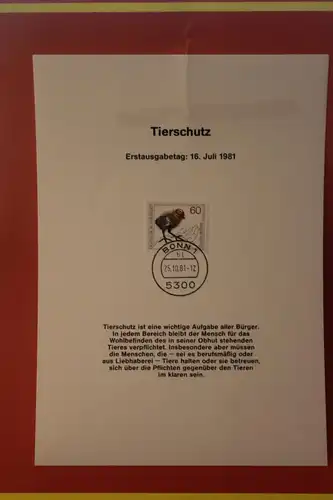 Tierschutz
Erstausgabetag: 16. Juli 1981
60
BONN 1
15.10.81-12
5300
Tierschutz ist eine wichtige Aufgabe aller Bürger.
In jedem Bereich bleibt der Mensch für das
Wohlbefinden des in seiner Obhut stehenden
Tieres verpflichtet. Insbesondere aber müssen
die Menschen, die – sei es berufsmäßig oder
aus Liebhaberei – Tiere halten oder sie betreuen,
sich über die Pflichten gegenüber den Tieren
im klaren sein.